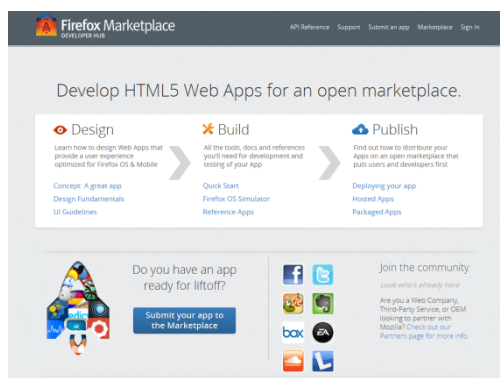 Firefox Marketplace
DEVELOPER HUB
API Reference Support Submit an app Marketplace Sign In
Develop HTML5 Web Apps for an open marketplace.
Design
Learn how to design Web Apps that
provide a user experience
optimized for Firefox OS & Mobile
Concept: A great app
Design Fundamentals
UI Guidelines
Build
All the tools, docs and references
you'll need for development and
testing of your App
Quick Start
Firefox OS Simulator
Reference Apps
Publish
Find out how to distribute your
Apps on an open marketplace that
puts users and developers first
Deploying your app
Hosted Apps
Packaged Apps
Do you have an app
ready for liftoff?
Submit your app to
the Marketplace
box
EA
Join the community
Look who's already here
Are you a Web Company,
Third-Party Service, or OEM
looking to partner with
Mozilla? Check out our
Partners page for more info.